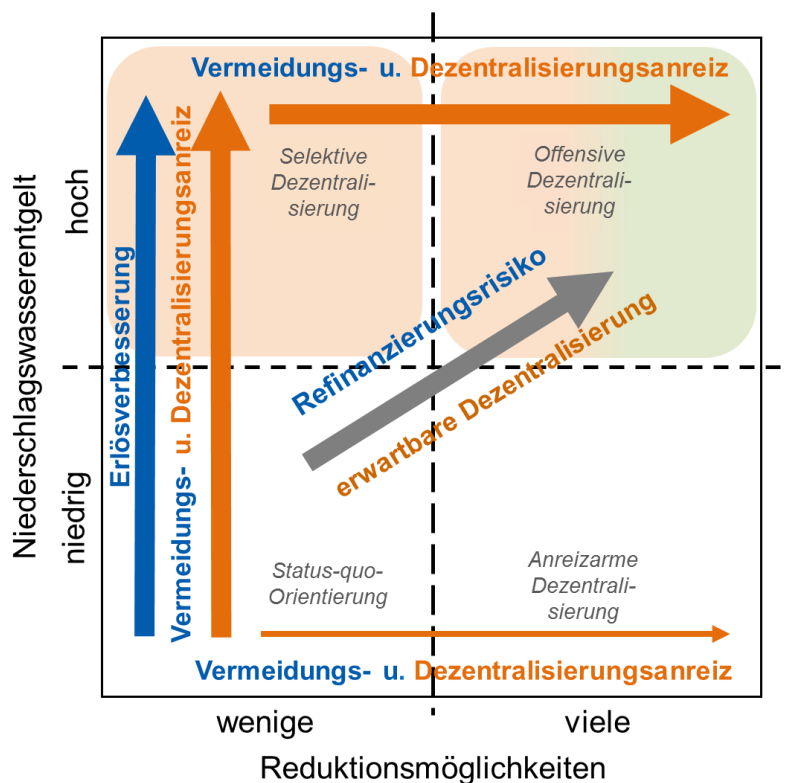 Vermeidungs- u. Dezentralisierungsanreiz
Selektive
Dezentrali-
sierung
Offensive
Dezentrali-
sierung
Niederschlagswasserentgelt
hoch
niedrig
Erlösverbesserung
Vermeidungs- u. Dezentralisierungsanreiz
Refinanzierungsrisiko
erwartbare Dezentralisierung
Status-quo-
Orientierung
Anreizarme
Dezentrali-
sierung
Vermeidungs- u. Dezentralisierungsanreiz
wenige
viele
Reduktionsmöglichkeiten